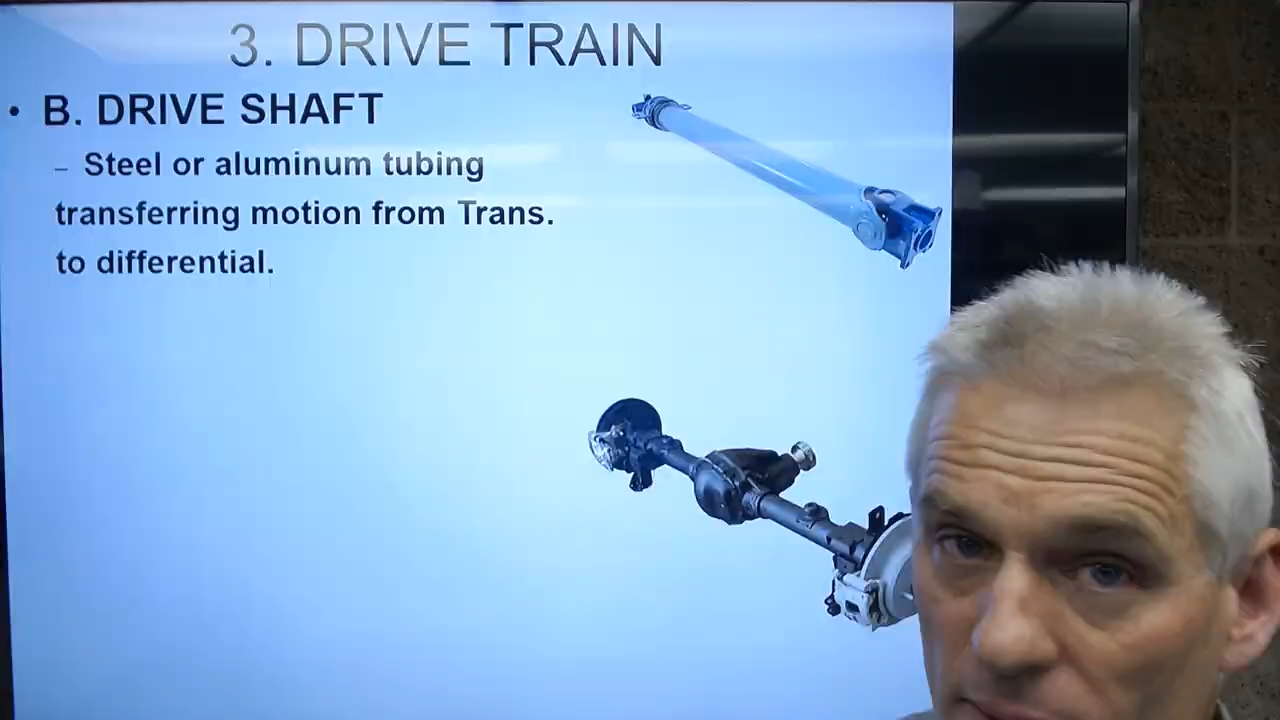 3. DRIVE TRAIN
• B. DRIVE SHAFT
– Steel or aluminum tubing
transferring motion from Trans.
to differential.